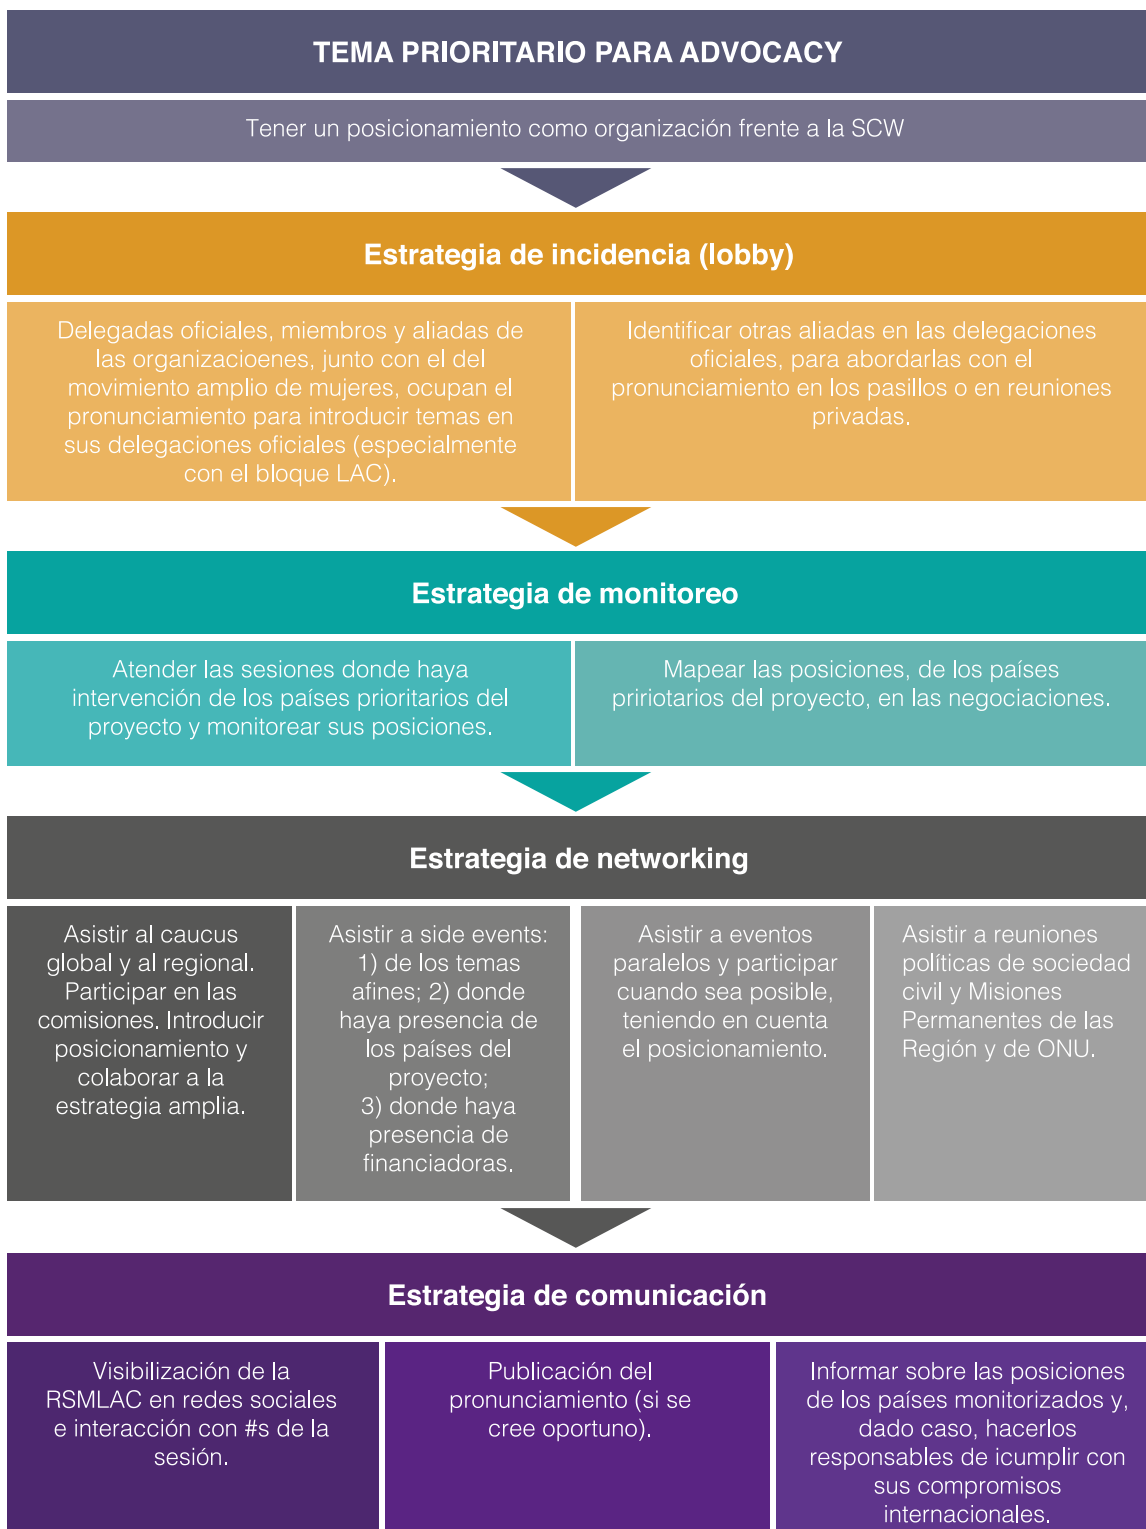 TEMA PRIORITARIO PARA ADVOCACY
Tener un posicionamiento como organización frente a la SCW
Estrategia de incidencia (lobby)
Delegadas oficiales, miembros y aliadas de
las organizacioenes, junto con el del
movimiento amplio de mujeres, ocupan el
pronunciamiento para introducir temas en
sus delegaciones oficiales (especialmente
con el bloque LAC).
Identificar otras aliadas en las delegaciones
oficiales, para abordarlas con el
pronunciamiento en los pasillos o en reuniones
privadas.
Estrategia de monitoreo
Atender las sesiones donde haya
intervención de los países prioritarios del
proyecto y monitorear sus posiciones.
Mapear las posiciones, de los países
pririotarios del proyecto, en las negociaciones.
Estrategia de networking
Asistir al caucus
global y al regional.
Participar en las
comisiones. Introducir
posicionamiento y
colaborar a la
estrategia amplia.
Asistir a side events:
1) de los temas
afines; 2) donde
haya presencia de
los países del
proyecto;
3) donde haya
presencia de
financiadoras.
Asistir a eventos
paralelos y participar
cuando sea posible,
teniendo en cuenta
el posicionamiento.
Asistir a reuniones
políticas de sociedad
civil y Misiones
Permanentes de las
Región y de ONU.
Estrategia de comunicación
Visibilización de la
RSMLAC en redes sociales
e interacción con #s de la
sesión.
Publicación del
pronunciamiento (si se
cree oportuno).
Informar sobre las posiciones
de los países monitorizados y,
dado caso, hacerlos
responsables de icumplir con
sus compromisos
internacionales.